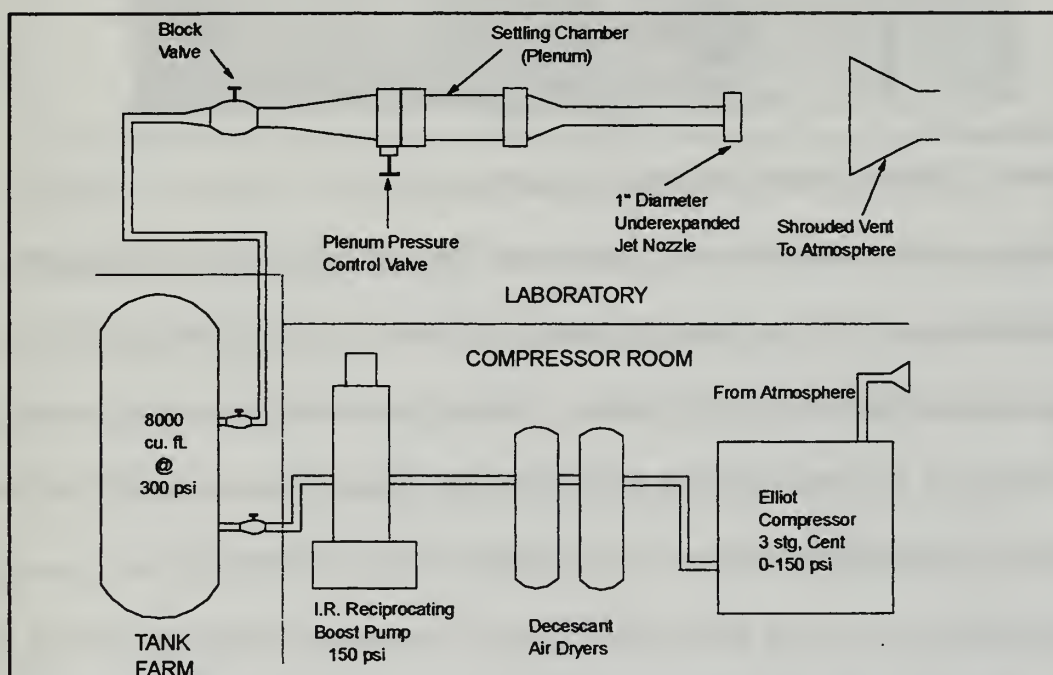 Block
Valve
Settling Chamber
(Plenum)
Plenum Pressure
Control Valve
1" Diameter
Underexpanded
Jet Nozzle
Shrouded Vent
To Atmosphere
LABORATORY
COMPRESSOR ROOM
From Atmosphere
8000
cu. ft.
@
300 psi
Elliot
Compressor
3 stg, Cent
0-150 psi
I.R. Reciprocating
Boost Pump
150 psi
Decescant
Air Dryers
TANK
FARM